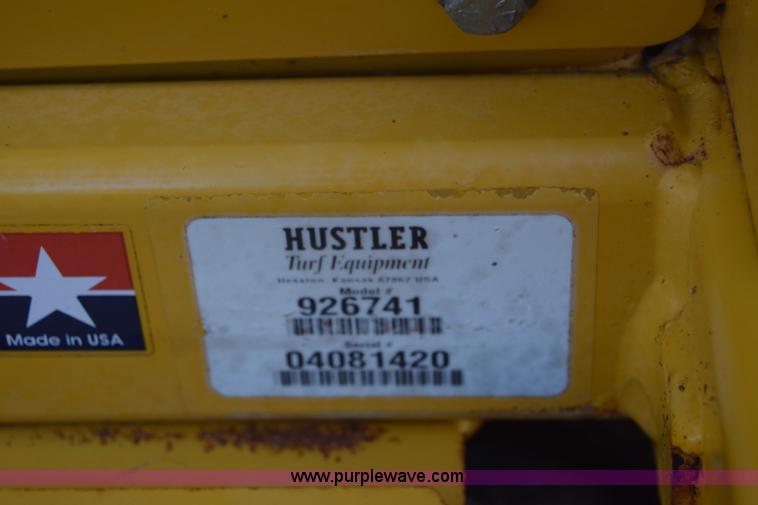 HUSTLER
Turf Equipment
Hesston, Kansas 67062 USA
Model #
926741
Serial #
04081420
Made in USA
www.purplewave.com